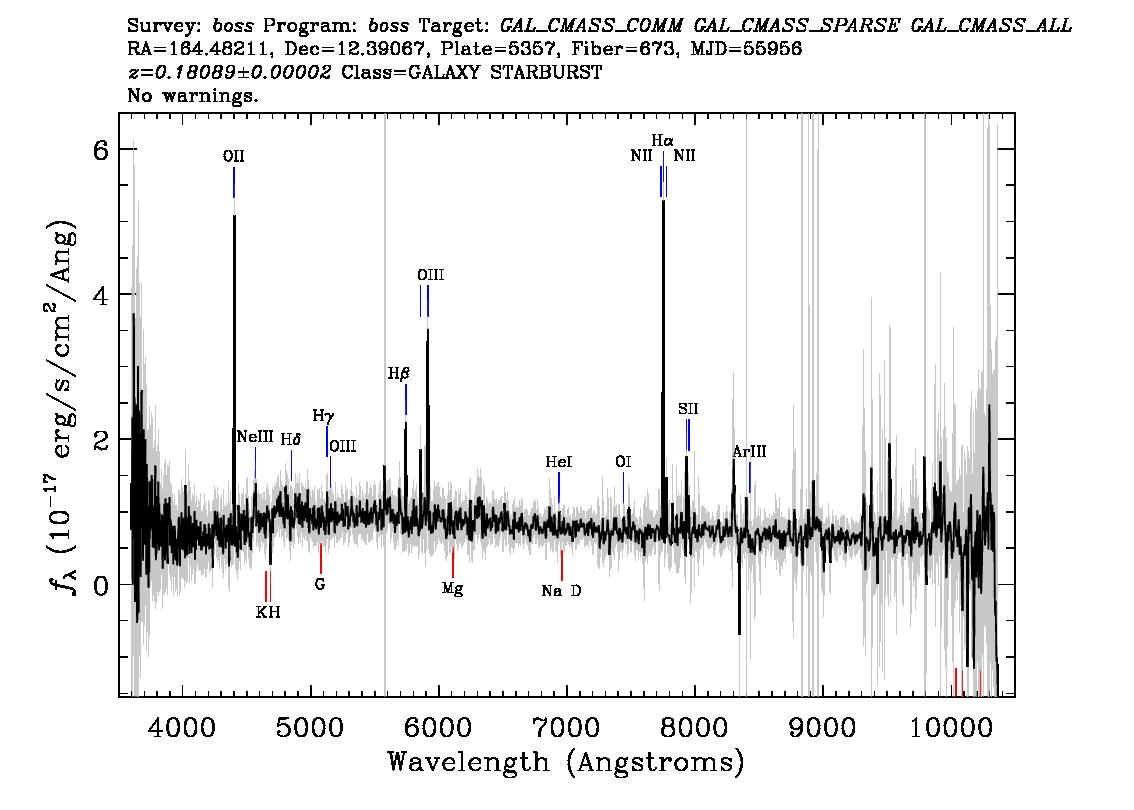 Survey: boss Program: boss Target: GAL_CMASS_COMM GAL_CMASS_SPARSE GAL_CMASS_ALL
RA=164.48211, Dec=12.39067, Plate=5357, Fiber=673, MJD=55956
z=0.18089±0.00002 Class=GALAXY STARBURST
No warnings.
Hα
OII
NII NII
6
OIII
4
Hβ
Hγ
SII
NeIII Hδ
OIII
2
ArIII
HeI
OI
0
G
Mg
Na D
KH
4000 5000 6000 7000 8000 9000 10000
Wavelength (Angstroms)
f_λ (10⁻¹⁷ erg/s/cm²/Ang)